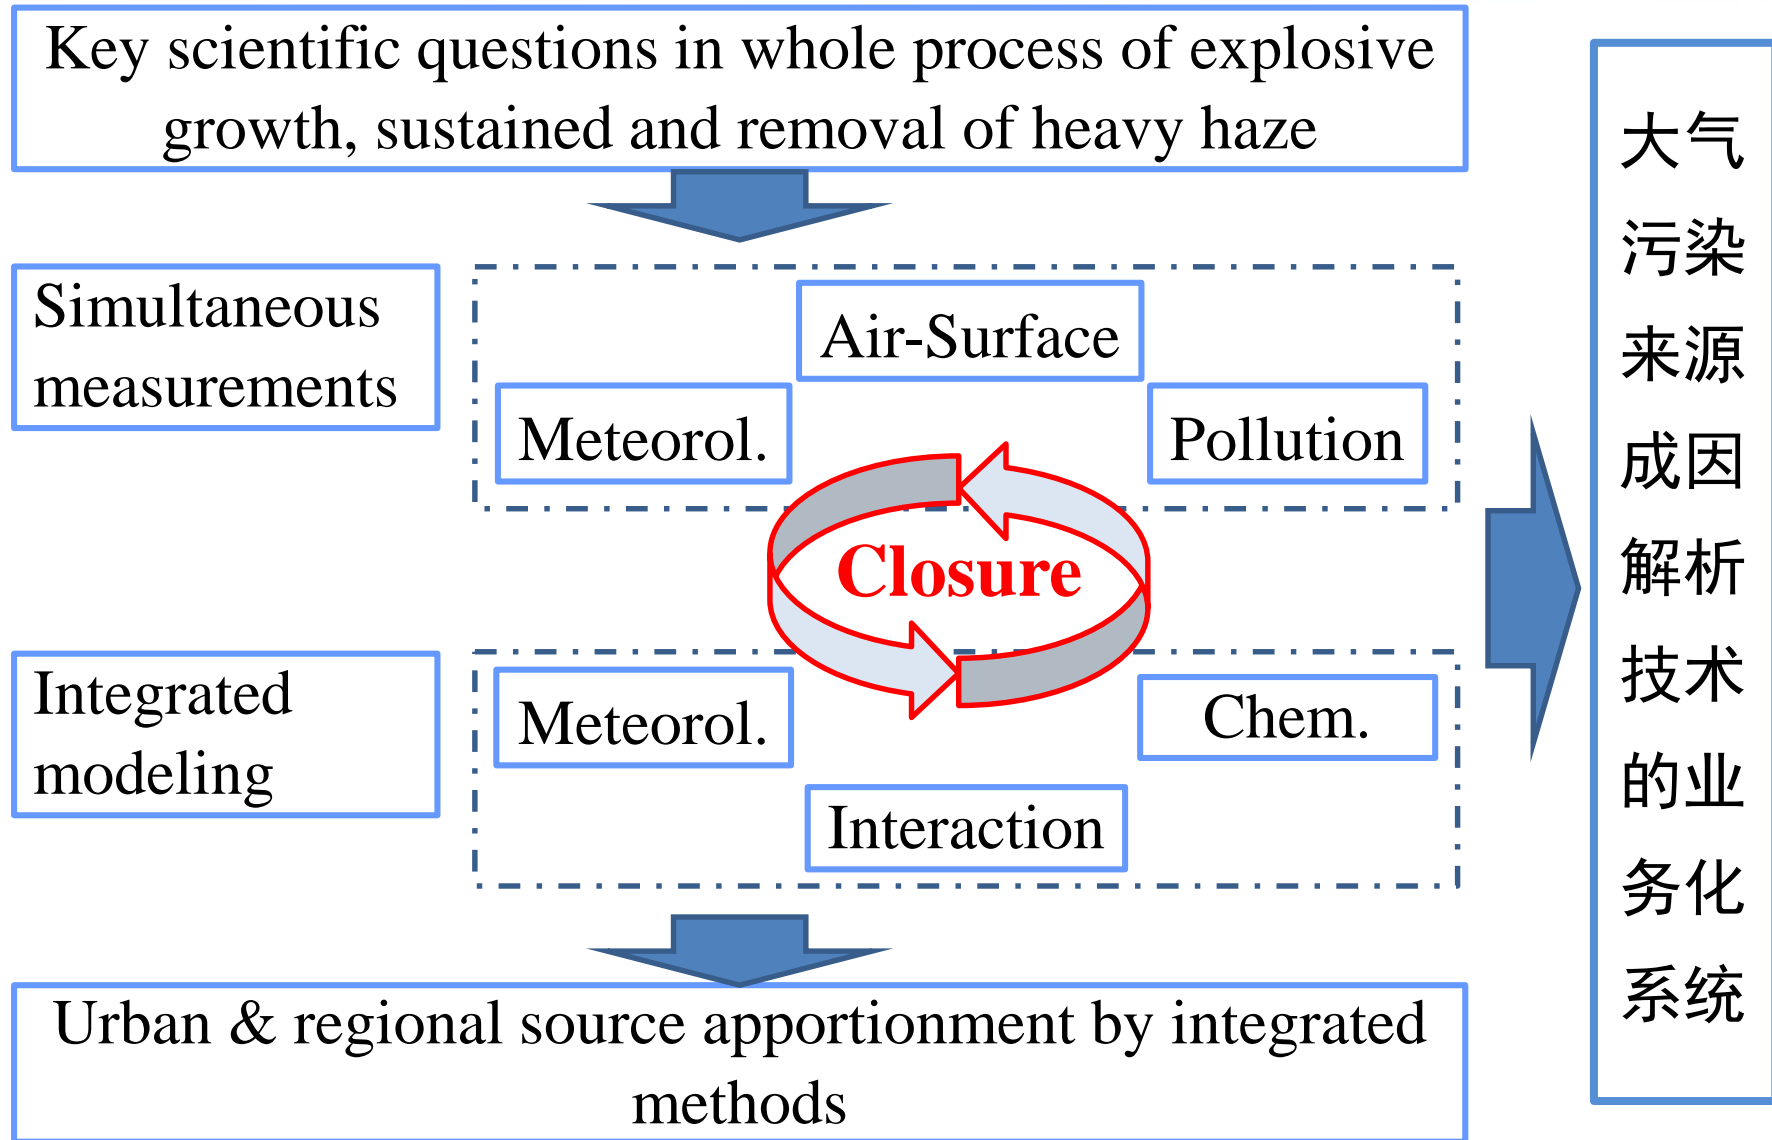 Key scientific questions in whole process of explosive
growth, sustained and removal of heavy haze
Simultaneous
measurements
Air-Surface
Meteorol.
Pollution
Closure
Integrated
modeling
Meteorol.
Chem.
Interaction
Urban & regional source apportionment by integrated
methods
大气
污染
来源
成因
解析
技术
的业
务化
系统